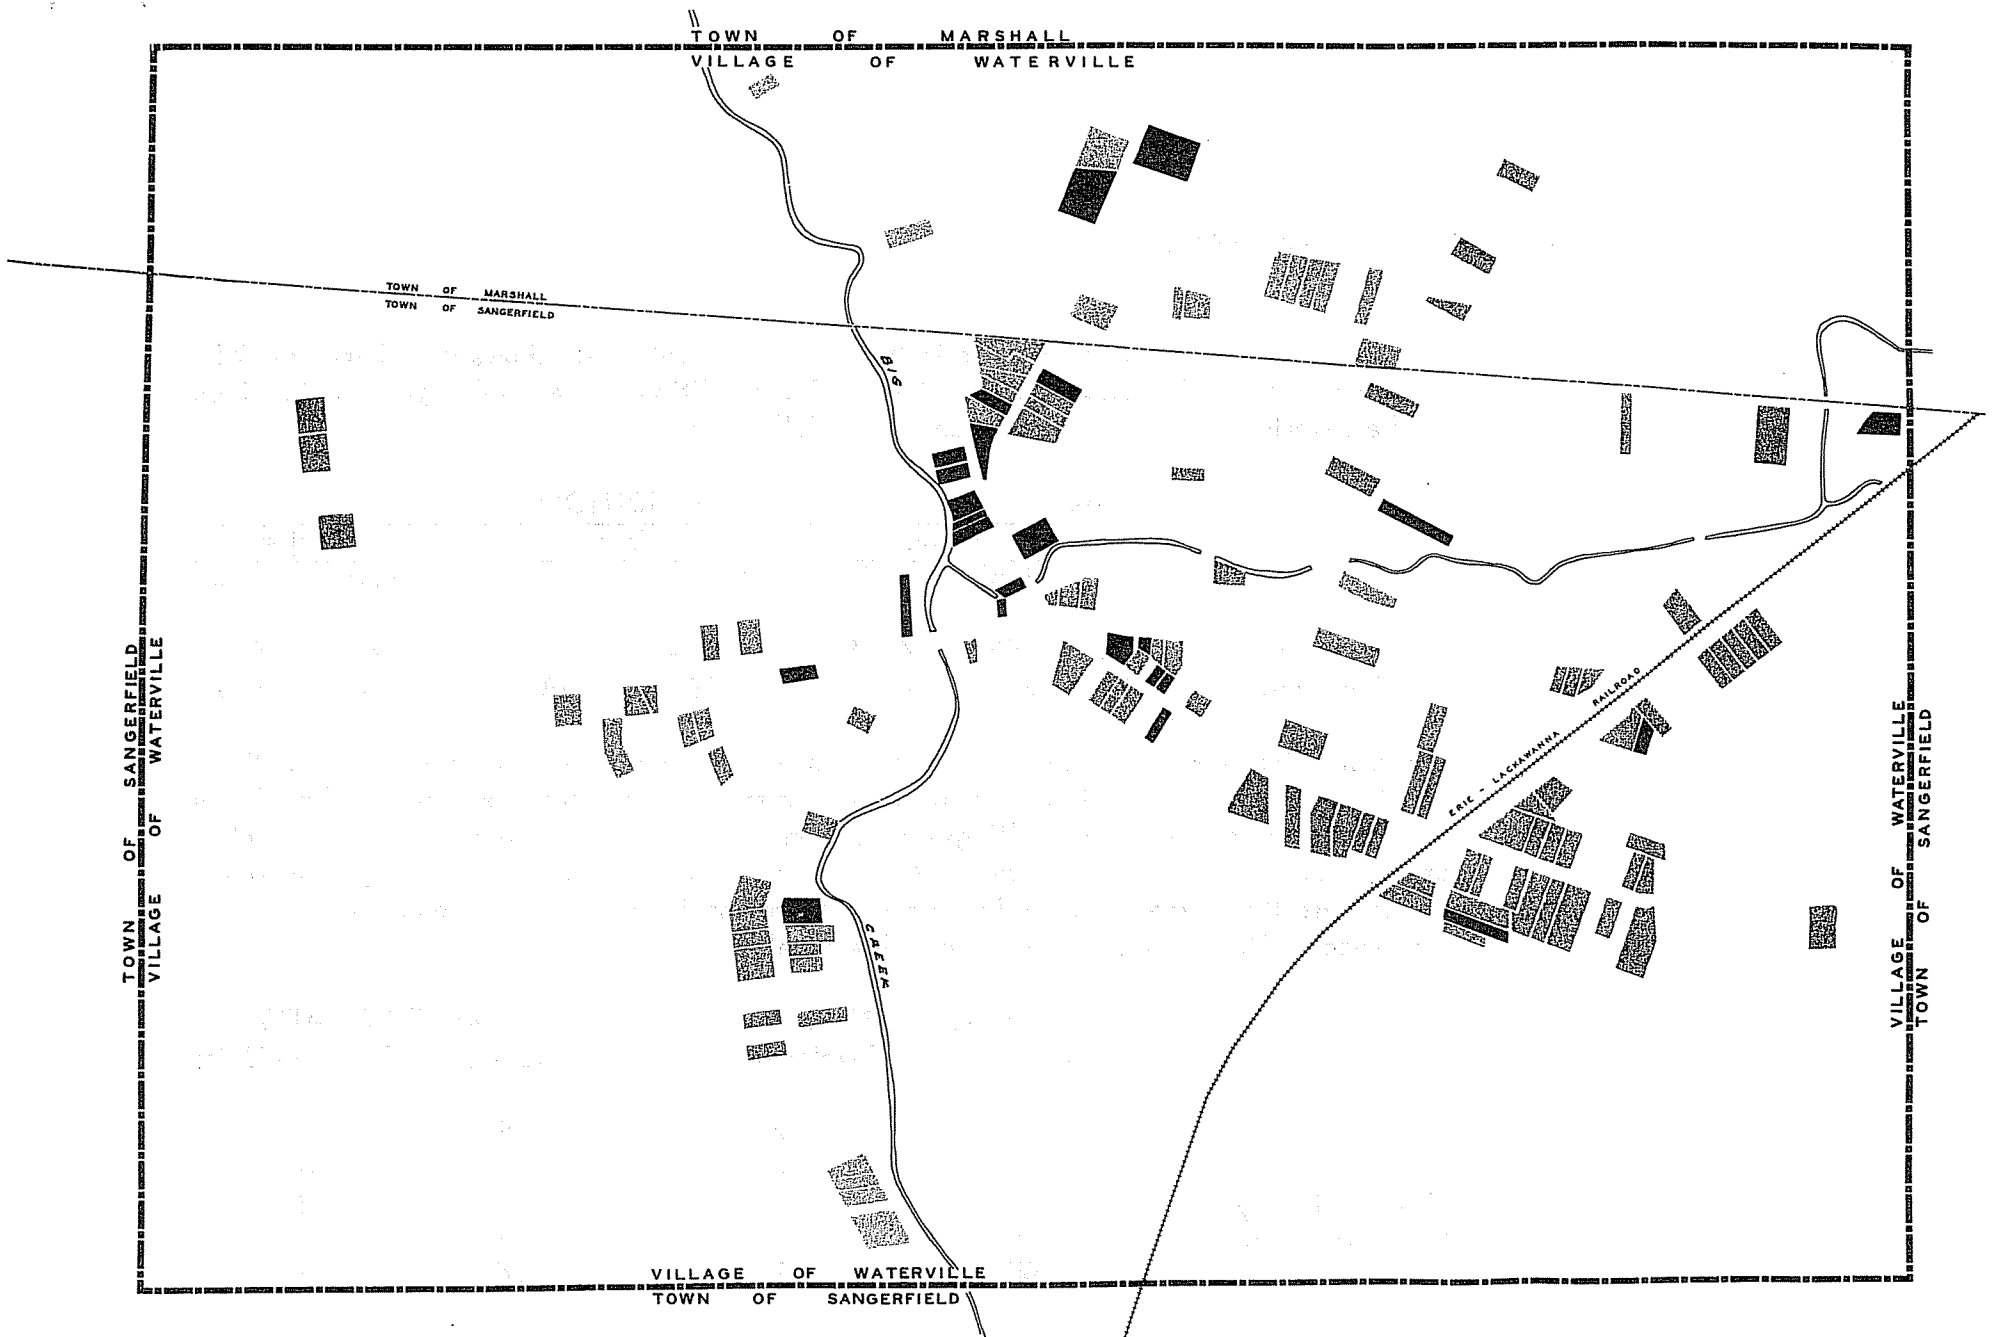 TOWN OF MARSHALL
VILLAGE OF WATERVILLE
TOWN OF MARSHALL
TOWN OF SANGERFIELD
BIG
TOWN OF SANGERFIELD
VILLAGE OF WATERVILLE
ERIE - LACKAWANNA RAILROAD
VILLAGE OF WATERVILLE
TOWN OF SANGERFIELD
CREEK
VILLAGE OF WATERVILLE
TOWN OF SANGERFIELD